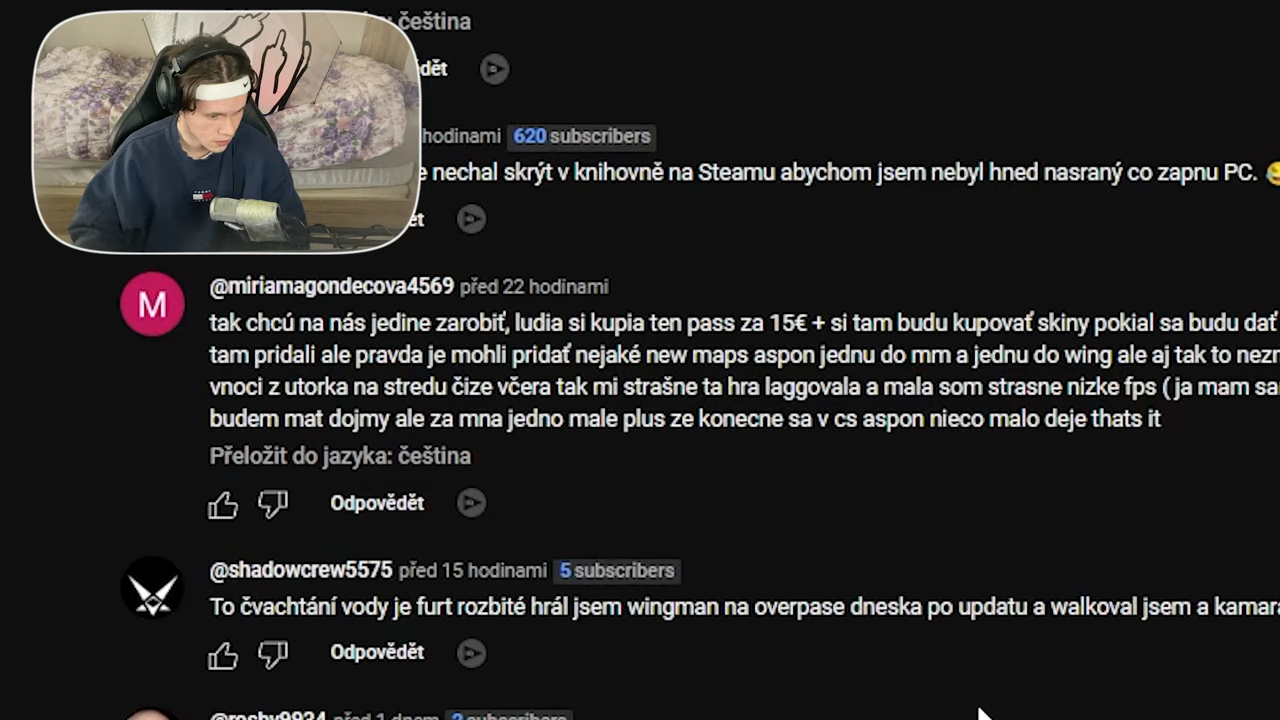 čeština
hodinami 620 subscribers
nechal skrýt v knihovně na Steamu abychom jsem nebyl hned nasraný co zapnu PC.
@miriamagondecova4569 před 22 hodinami
M
tak chcú na nás jedine zarobiť, ludia si kupia ten pass za 15€ + si tam budu kupovať skiny pokial sa budu dať
tam pridali ale pravda je mohli pridať nejaké new maps aspon jednu do mm a jednu do wing ale aj tak to
vnoci z utorka na stredu čize včera tak mi strašne ta hra laggovala a mala som strasne nizke fps ( ja mam
budem mat dojmy ale za mna jedno male plus ze konecne sa v cs aspon nieco malo deje thats it
Přeložit do jazyka: čeština
Odpovědět
@shadowcrew5575 před 15 hodinami 5 subscribers
To čvachtání vody je furt rozbité hrál jsem wingman na overpase dneska po updatu a walkoval jsem a
Odpovědět